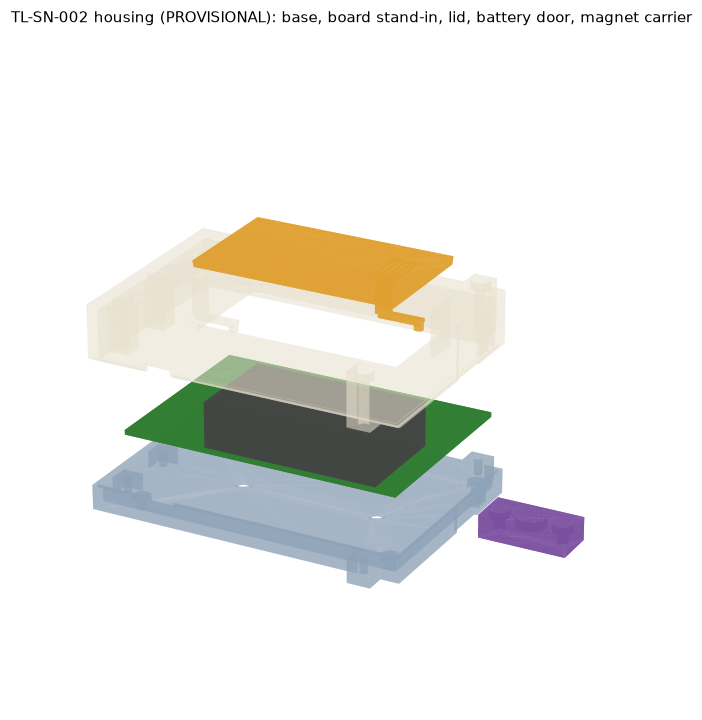 TL-SN-002 housing (PROVISIONAL): base, board stand-in, lid, battery door, magnet carrier